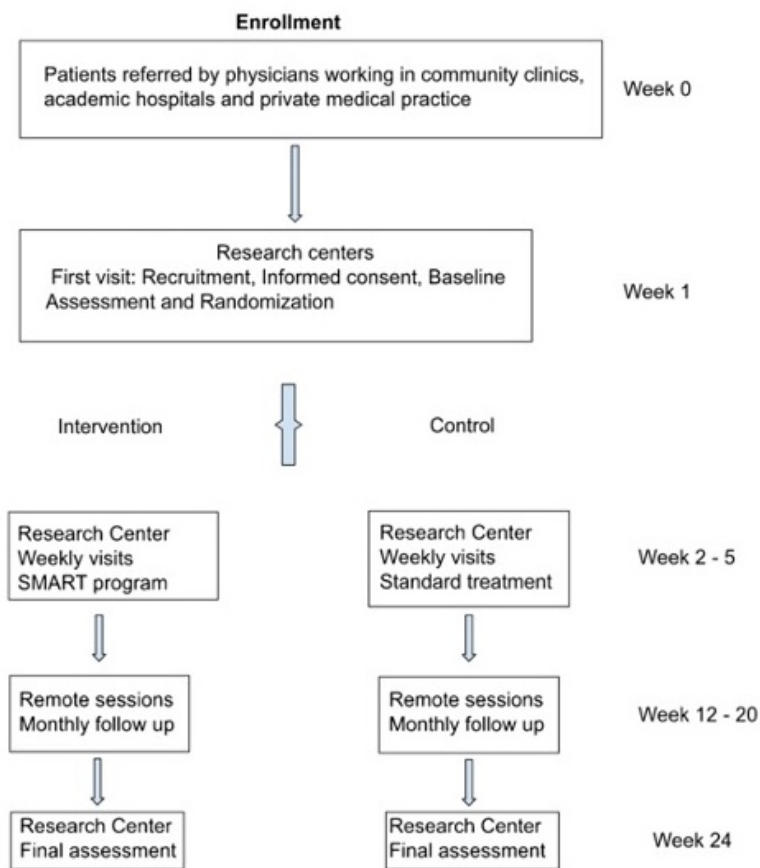 Enrollment
Patients referred by physicians working in community clinics,
academic hospitals and private medical practice
Week 0
Research centers
First visit: Recruitment, Informed consent, Baseline
Assessment and Randomization
Week 1
Intervention
Control
Research Center
Weekly visits
SMART program
Research Center
Weekly visits
Standard treatment
Week 2 - 5
Remote sessions
Monthly follow up
Remote sessions
Monthly follow up
Week 12 - 20
Research Center
Final assessment
Research Center
Final assessment
Week 24